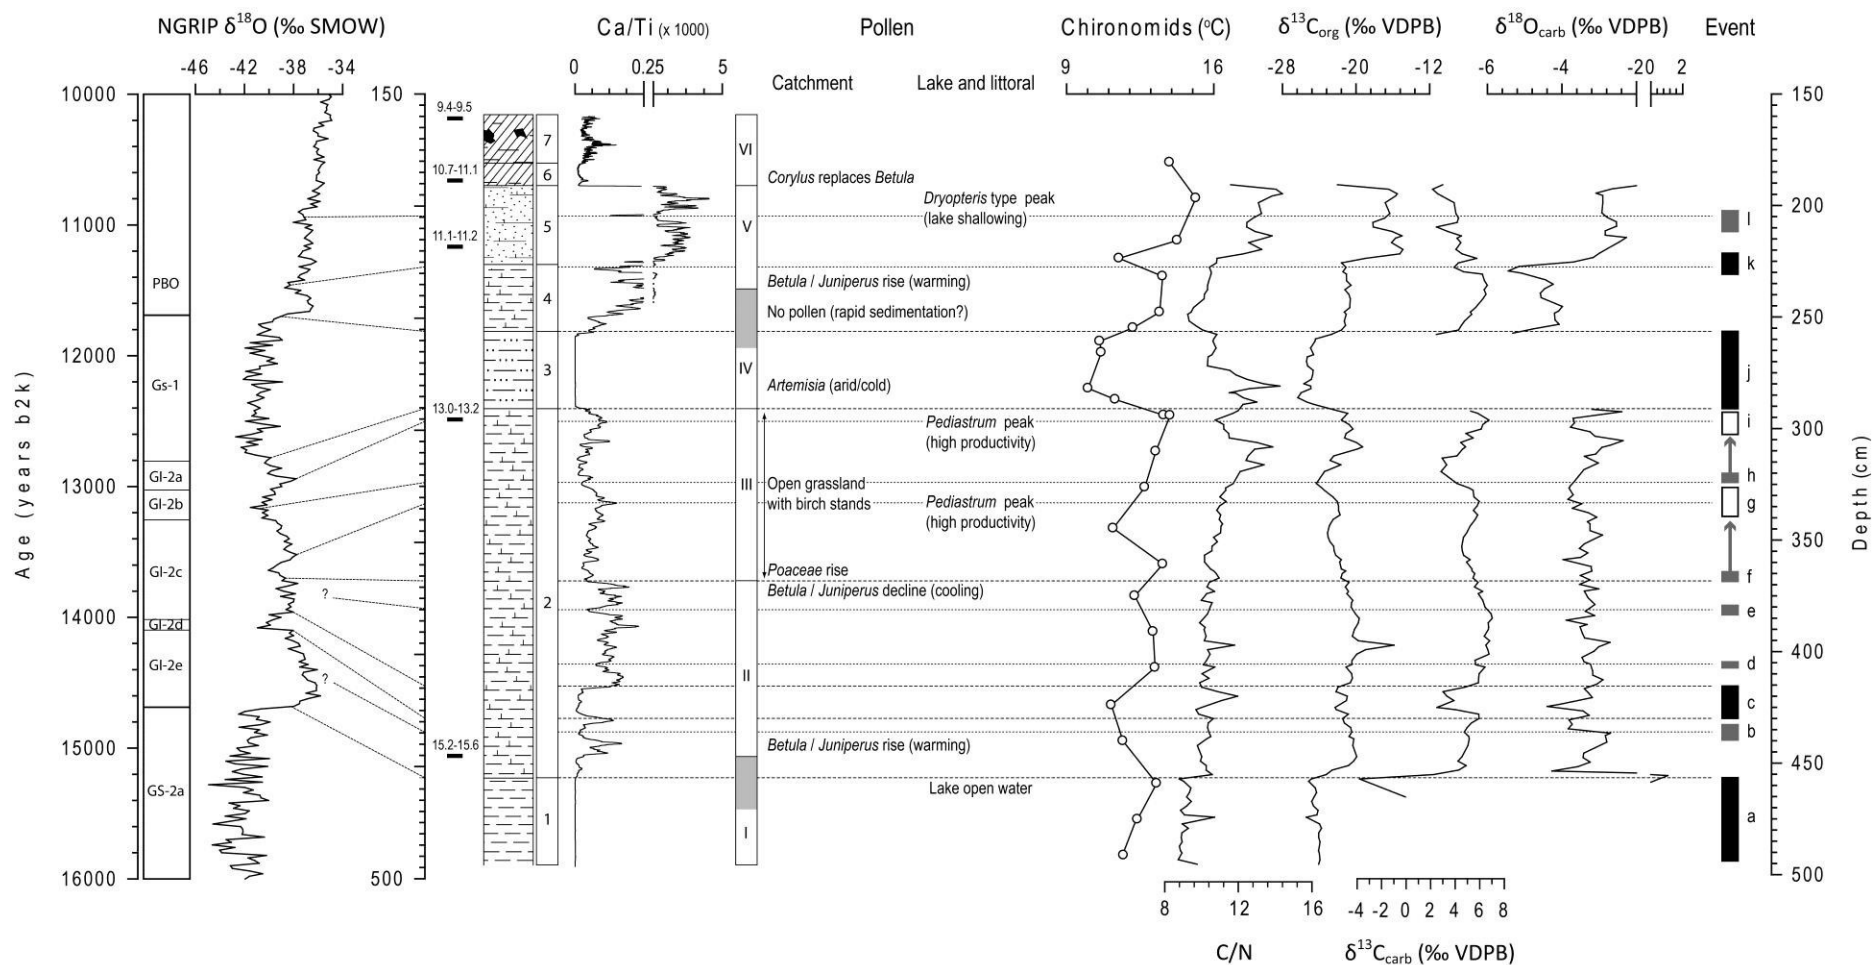 NGRIP δ¹⁸O (‰ SMOW)
Ca/Ti (x 1000)
Pollen
Chironomids (°C)
δ¹³C org (‰ VDPB)
δ¹⁸O carb (‰ VDPB)
Event
-46 -42 -38 -34
0 0.25 5
Catchment
Lake and littoral
9 16
-28 -20 -12
-6 -4 -20 2
10000
11000
12000
13000
14000
15000
16000
Age (years b2k)
PBO
Gs-1
GI-2a
GI-2b
GI-2c
GI-2d
GI-2e
GS-2a
?
?
150
500
9.4-9.5
10.7-11.1
11.1-11.2
13.0-13.2
15.2-15.6
7
6
5
4
3
2
1
VI
V
IV
III
II
I
Corylus replaces Betula
Dryopteris type peak
(lake shallowing)
Betula / Juniperus rise (warming)
No pollen (rapid sedimentation?)
Artemisia (arid/cold)
Pediastrum peak
(high productivity)
Open grassland
with birch stands
Pediastrum peak
(high productivity)
Poaceae rise
Betula / Juniperus decline (cooling)
Betula / Juniperus rise (warming)
Lake open water
l
k
j
i
h
g
f
e
d
c
b
a
150
200
250
300
350
400
450
500
Depth (cm)
8 12 16
C/N
-4 -2 0 2 4 6 8
δ¹³C carb (‰ VDPB)